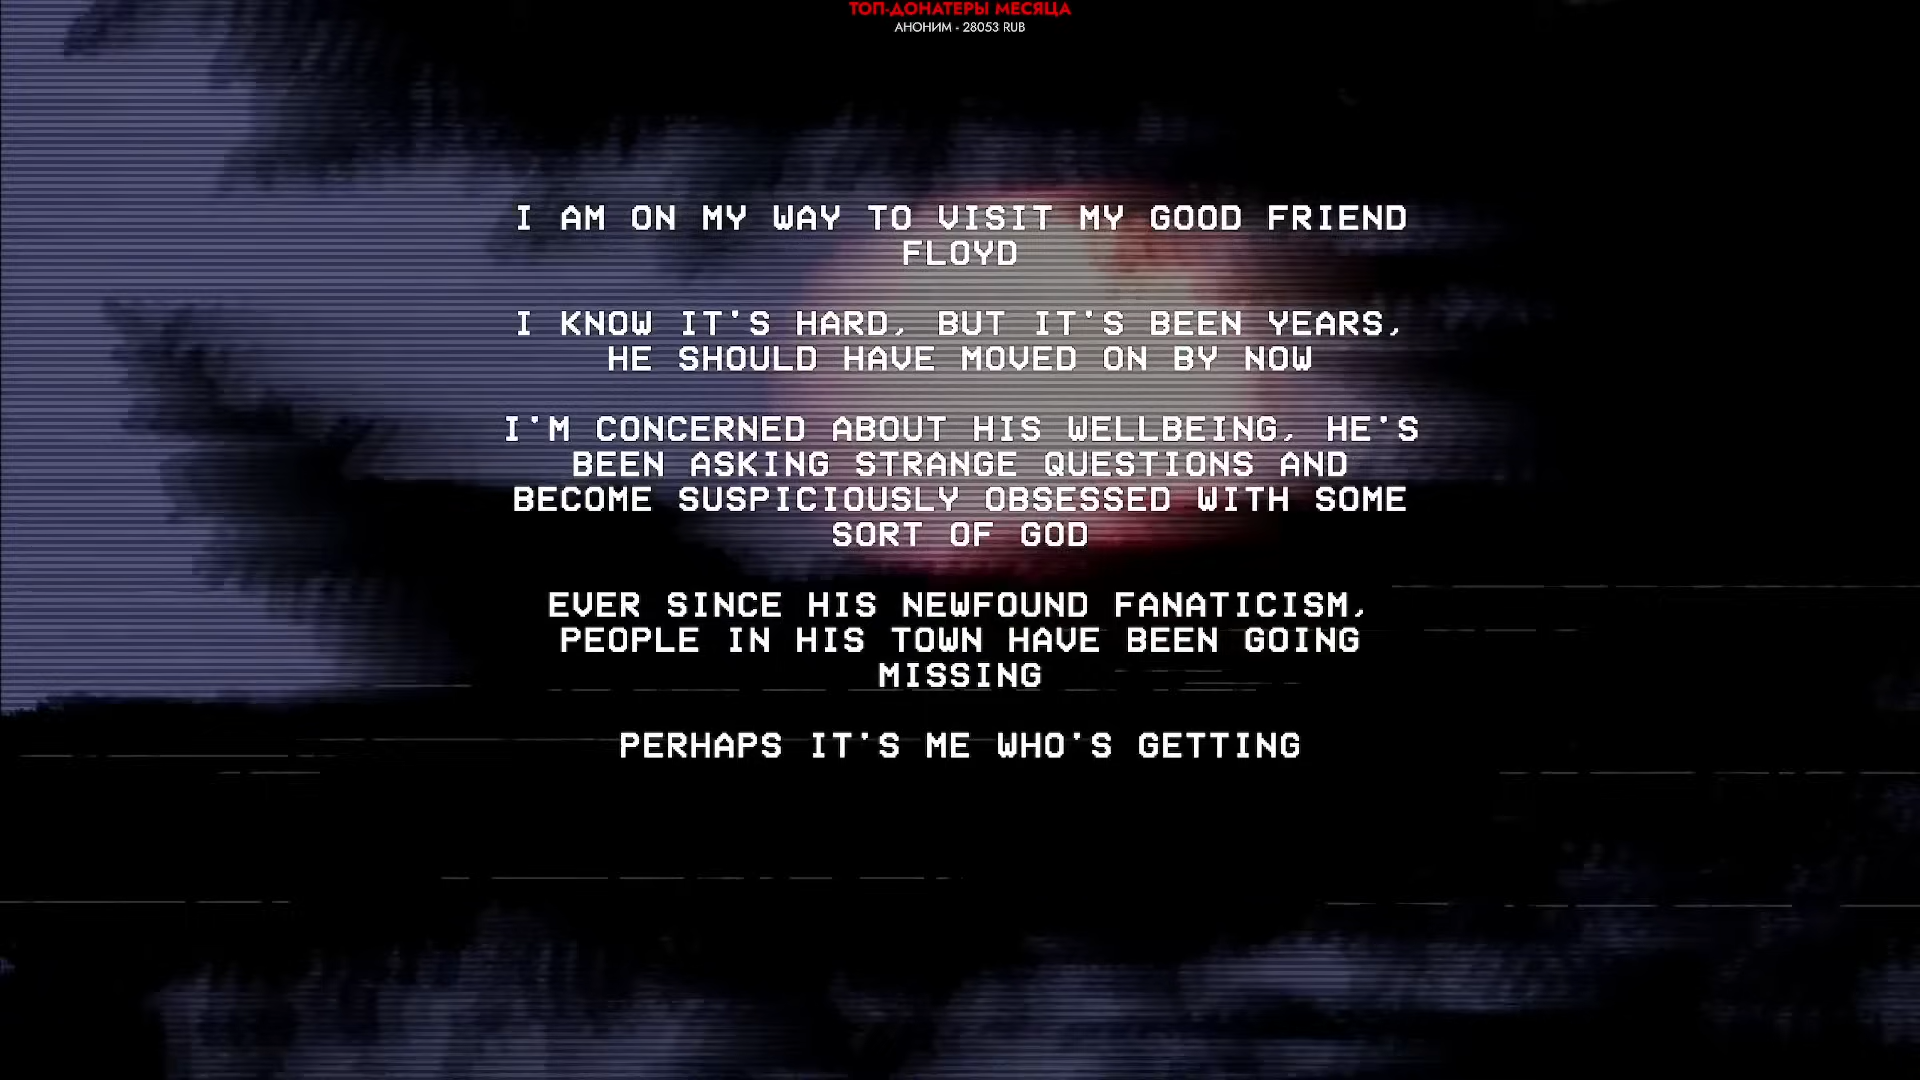 ТОП-ДОНАТЕРЫ МЕСЯЦА
АНОНИМ - 28053 RUB
I AM ON MY WAY TO VISIT MY GOOD FRIEND
FLOYD
I KNOW IT'S HARD, BUT IT'S BEEN YEARS,
HE SHOULD HAVE MOVED ON BY NOW
I'M CONCERNED ABOUT HIS WELLBEING, HE'S
BEEN ASKING STRANGE QUESTIONS AND
BECOME SUSPICIOUSLY OBSESSED WITH SOME
SORT OF GOD
EVER SINCE HIS NEWFOUND FANATICISM,
PEOPLE IN HIS TOWN HAVE BEEN GOING
MISSING
PERHAPS IT'S ME WHO'S GETTING